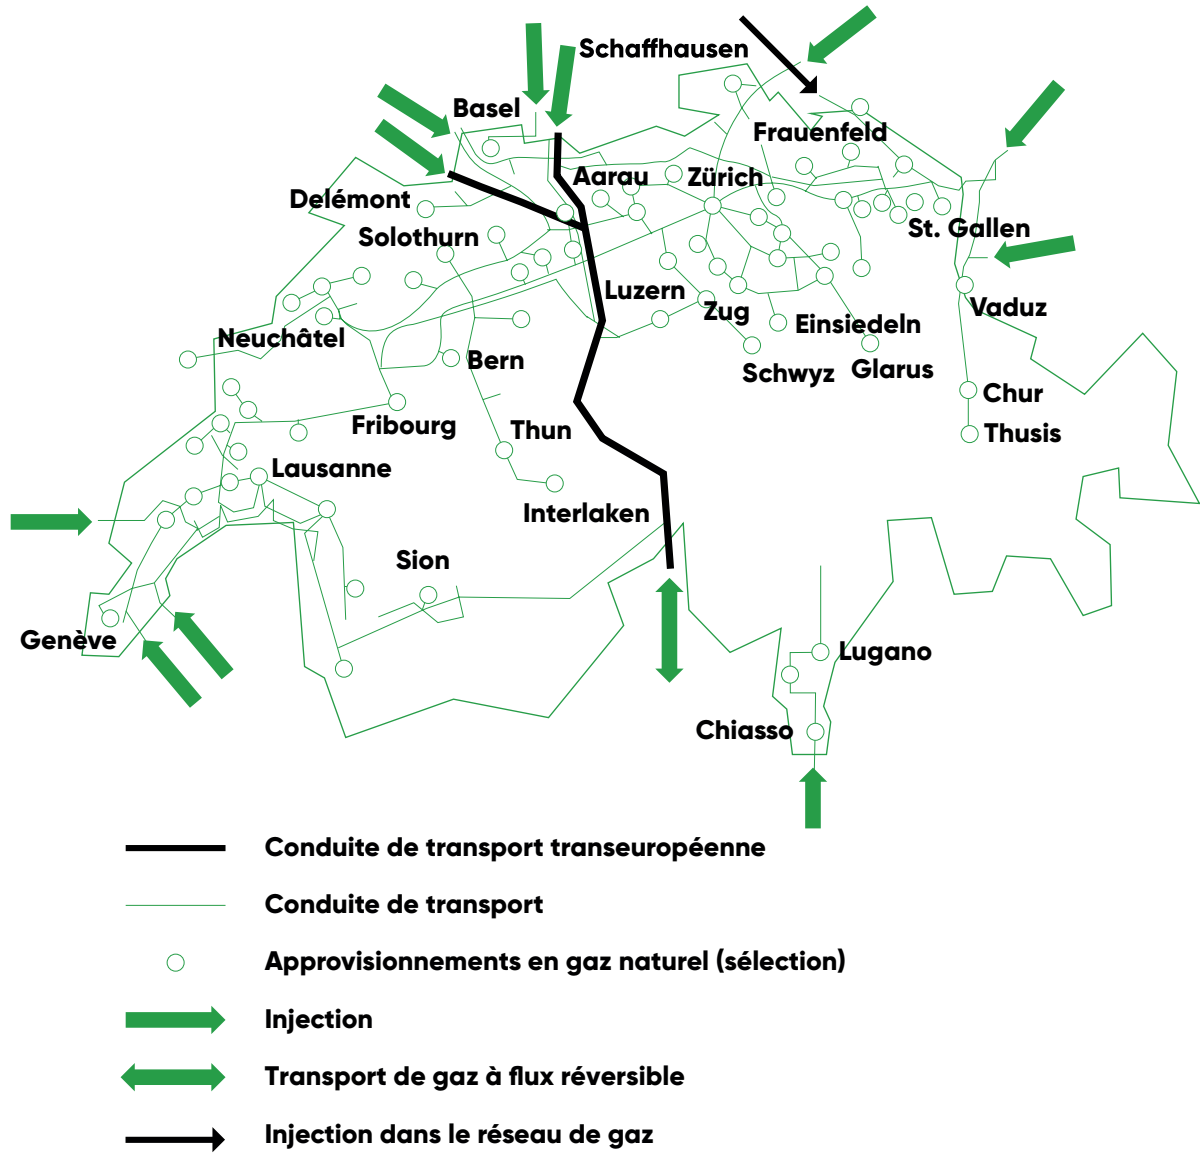 Schaffhausen
Basel
Frauenfeld
Aarau
Zürich
Delémont
St. Gallen
Solothurn
Luzern
Vaduz
Zug
Einsiedeln
Neuchâtel
Bern
Schwyz
Glarus
Chur
Fribourg
Thun
Thusis
Lausanne
Interlaken
Sion
Genève
Lugano
Chiasso
Conduite de transport transeuropéenne
Conduite de transport
Approvisionnements en gaz naturel (sélection)
Injection
Transport de gaz à flux réversible
Injection dans le réseau de gaz